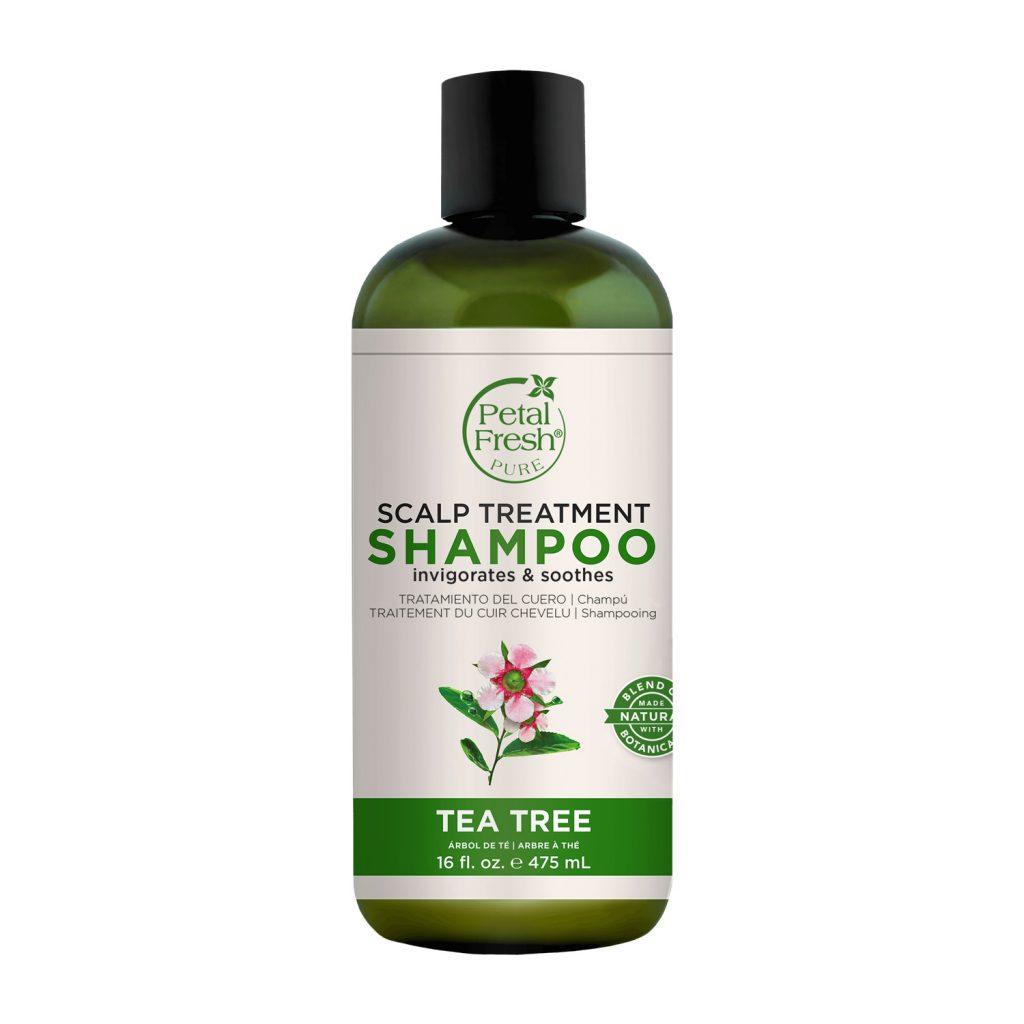 Petal
Fresh®
PURE
SCALP TREATMENT
SHAMPOO
invigorates & soothes
TRATAMIENTO DEL CUERO | Champú
TRAITEMENT DU CUIR CHEVELU | Shampooing
BLEND
MADE
WITH
TEA TREE
ÁRBOL DE TÉ | ARBRE À THÉ
16 fl. oz. ℮ 475 mL